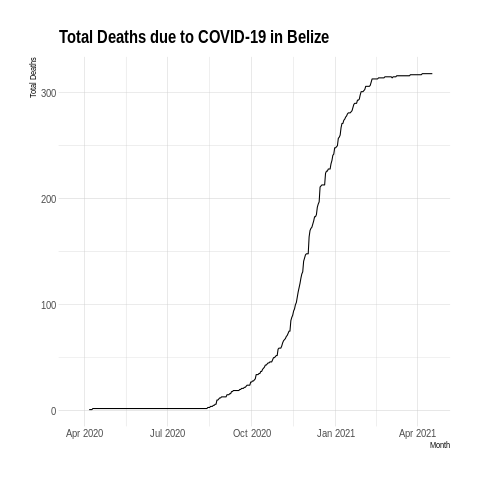 Total Deaths due to COVID-19 in Belize
Total Deaths
300
200
100
0
Apr 2020 Jul 2020 Oct 2020 Jan 2021 Apr 2021
Month